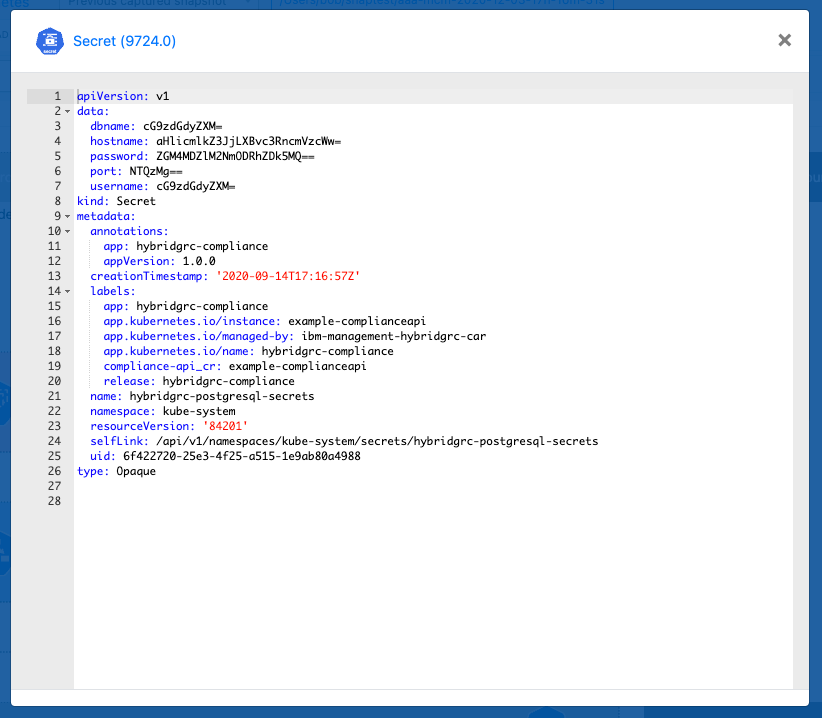 Previous captured snapshot
secret
Secret (9724.0)
1 apiVersion: v1
2 data:
3 dbname: cG9zdGdyZXM=
4 hostname: aHlicmlkZ3JjLXBvc3RncmVzcWw=
5 password: ZGM4MDZlM2NmODRhZDk5MQ==
6 port: NTQzMg==
7 username: cG9zdGdyZXM=
8 kind: Secret
9 metadata:
10 annotations:
11 app: hybridgrc-compliance
12 appVersion: 1.0.0
13 creationTimestamp: '2020-09-14T17:16:57Z'
14 labels:
15 app: hybridgrc-compliance
16 app.kubernetes.io/instance: example-complianceapi
17 app.kubernetes.io/managed-by: ibm-management-hybridgrc-car
18 app.kubernetes.io/name: hybridgrc-compliance
19 compliance-api_cr: example-complianceapi
20 release: hybridgrc-compliance
21 name: hybridgrc-postgresql-secrets
22 namespace: kube-system
23 resourceVersion: '84201'
24 selfLink: /api/v1/namespaces/kube-system/secrets/hybridgrc-postgresql-secrets
25 uid: 6f422720-25e3-4f25-a515-1e9ab80a4988
26 type: Opaque
27
28